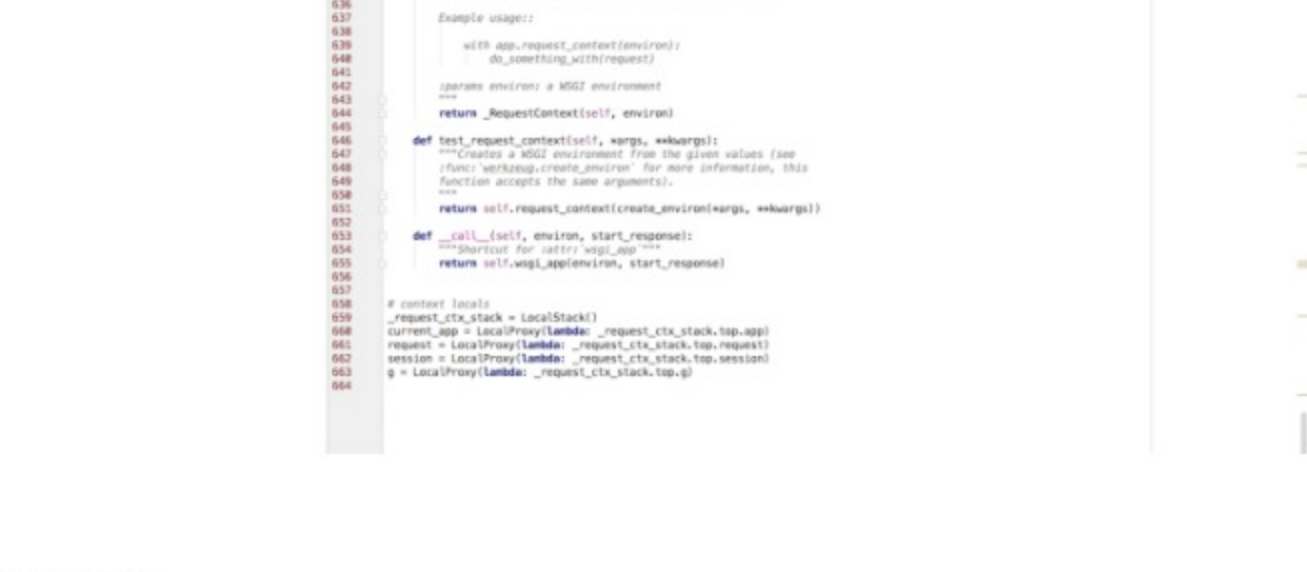 636
637 Example usage::
638
639 with app.request_context(environ):
640 do_something_with(request)
641
642 :params environ: a WSGI environment
643 """
644 return _RequestContext(self, environ)
645
646 def test_request_context(self, *args, **kwargs):
647 """Creates a WSGI environment from the given values (see
648 :func:`werkzeug.create_environ` for more information, this
649 function accepts the same arguments).
650 """
651 return self.request_context(create_environ(*args, **kwargs))
652
653 def __call__(self, environ, start_response):
654 """Shortcut for :attr:`wsgi_app`"""
655 return self.wsgi_app(environ, start_response)
656
657
658 # context locals
659 _request_ctx_stack = LocalStack()
660 current_app = LocalProxy(lambda: _request_ctx_stack.top.app)
661 request = LocalProxy(lambda: _request_ctx_stack.top.request)
662 session = LocalProxy(lambda: _request_ctx_stack.top.session)
663 g = LocalProxy(lambda: _request_ctx_stack.top.g)
664